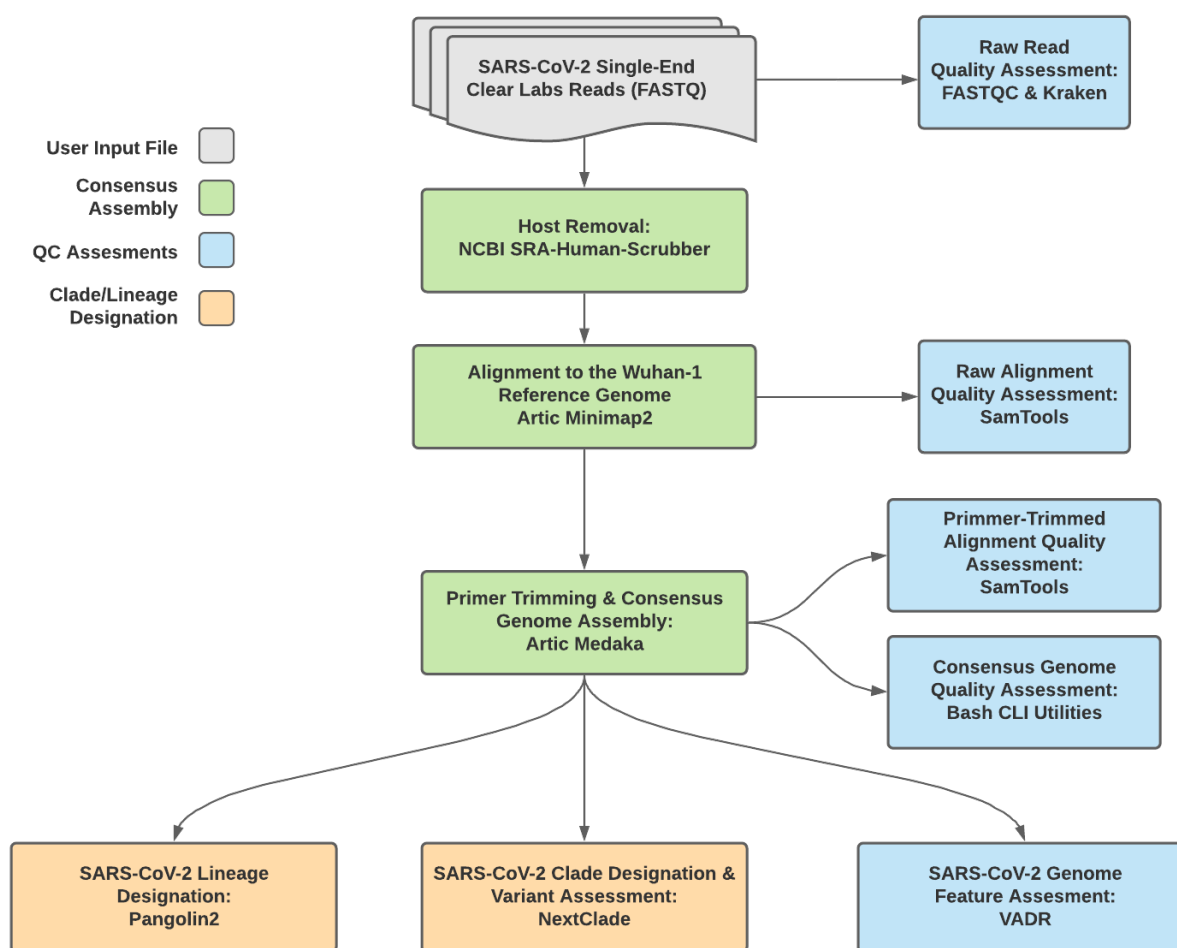 SARS-CoV-2 Single-End
Clear Labs Reads (FASTQ)
Raw Read
Quality Assessment:
FASTQC & Kraken
User Input File
Consensus
Assembly
QC Assesments
Clade/Lineage
Designation
Host Removal:
NCBI SRA-Human-Scrubber
Alignment to the Wuhan-1
Reference Genome
Artic Minimap2
Raw Alignment
Quality Assessment:
SamTools
Primmer-Trimmed
Alignment Quality
Assessment:
SamTools
Primer Trimming & Consensus
Genome Assembly:
Artic Medaka
Consensus Genome
Quality Assessment:
Bash CLI Utilities
SARS-CoV-2 Lineage
Designation:
Pangolin2
SARS-CoV-2 Clade Designation &
Variant Assessment:
NextClade
SARS-CoV-2 Genome
Feature Assesment:
VADR